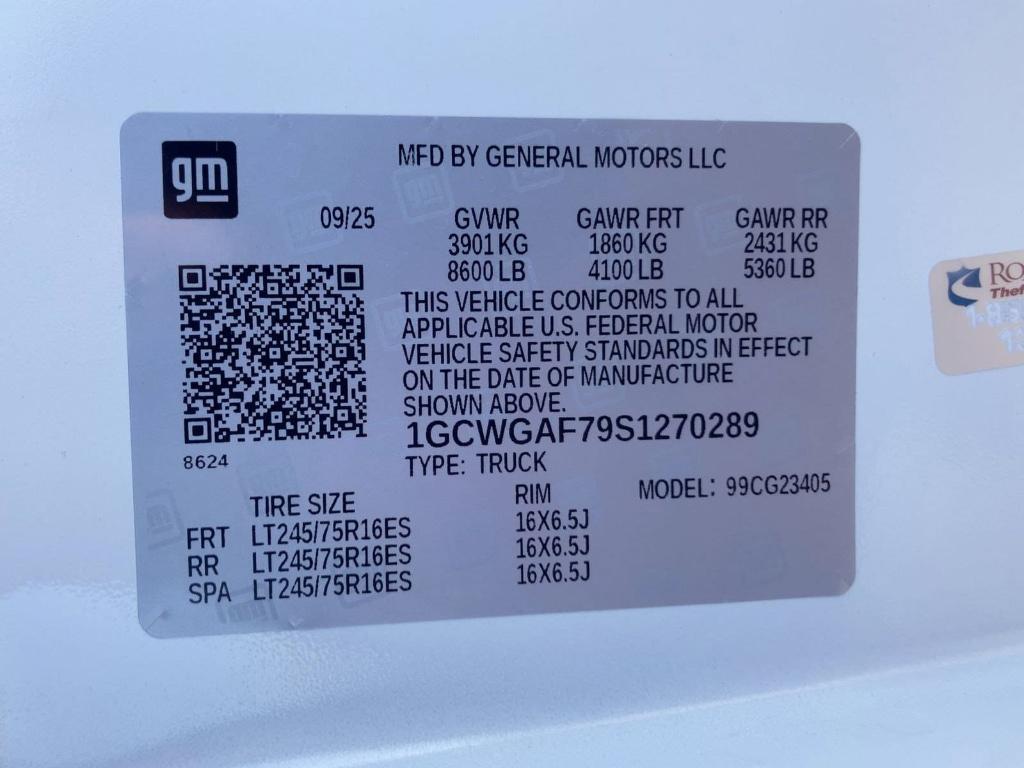 gm
MFD BY GENERAL MOTORS LLC
09/25 GVWR GAWR FRT GAWR RR
3901 KG 1860 KG 2431 KG
8600 LB 4100 LB 5360 LB
THIS VEHICLE CONFORMS TO ALL
APPLICABLE U.S. FEDERAL MOTOR
VEHICLE SAFETY STANDARDS IN EFFECT
ON THE DATE OF MANUFACTURE
SHOWN ABOVE.
1GCWGAF79S1270289
8624
TYPE: TRUCK
TIRE SIZE RIM MODEL: 99CG23405
FRT LT245/75R16ES 16X6.5J
RR LT245/75R16ES 16X6.5J
SPA LT245/75R16ES 16X6.5J
RO
Thef